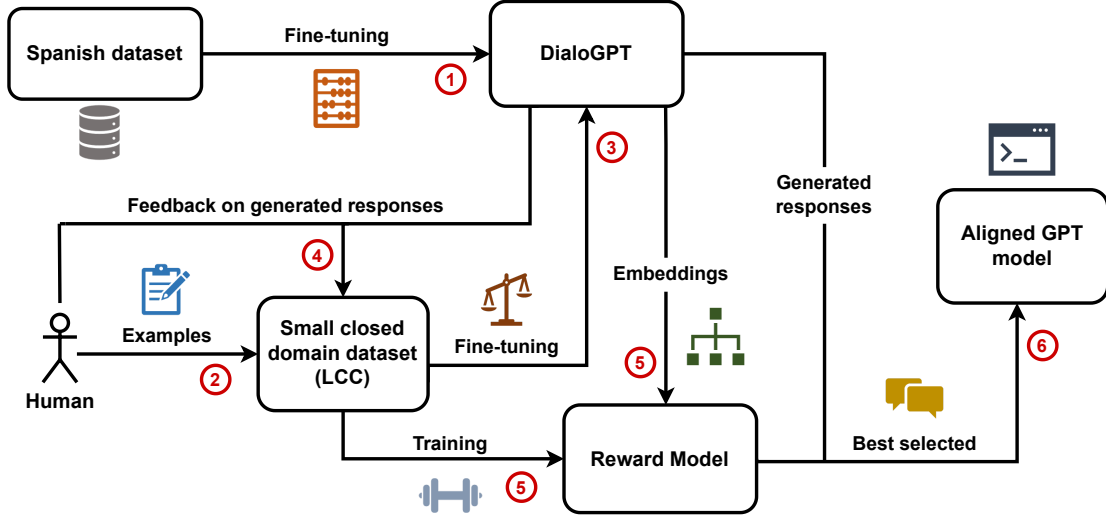 Spanish dataset
Fine-tuning
1
DialoGPT
3
Generated
responses
>_
Aligned GPT
model
Feedback on generated responses
4
Examples
2
Human
Small closed
domain dataset
(LCC)
Fine-tuning
Embeddings
5
6
Training
5
Reward Model
Best selected